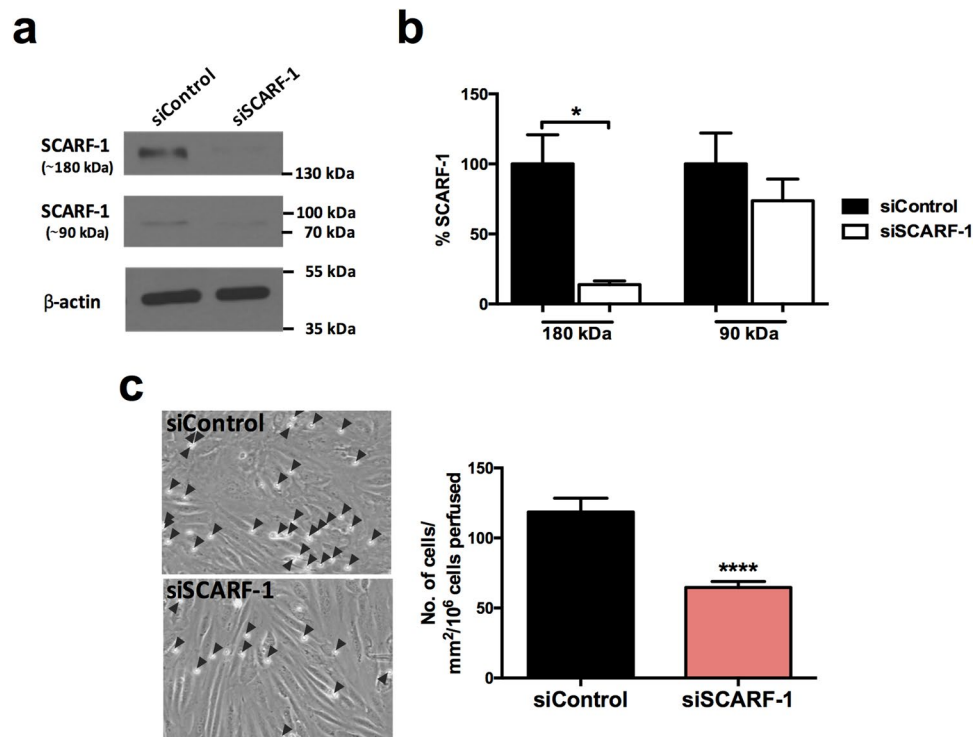 a
siControl
siSCARF-1
SCARF-1
(~180 kDa)
130 kDa
SCARF-1
(~90 kDa)
100 kDa
70 kDa
β-actin
55 kDa
35 kDa
b
% SCARF-1
150
100
50
0
*
180 kDa
90 kDa
siControl
siSCARF-1
c
siControl
siSCARF-1
No. of cells/
mm²/10⁶ cells perfused
150
100
50
0
****
siControl
siSCARF-1